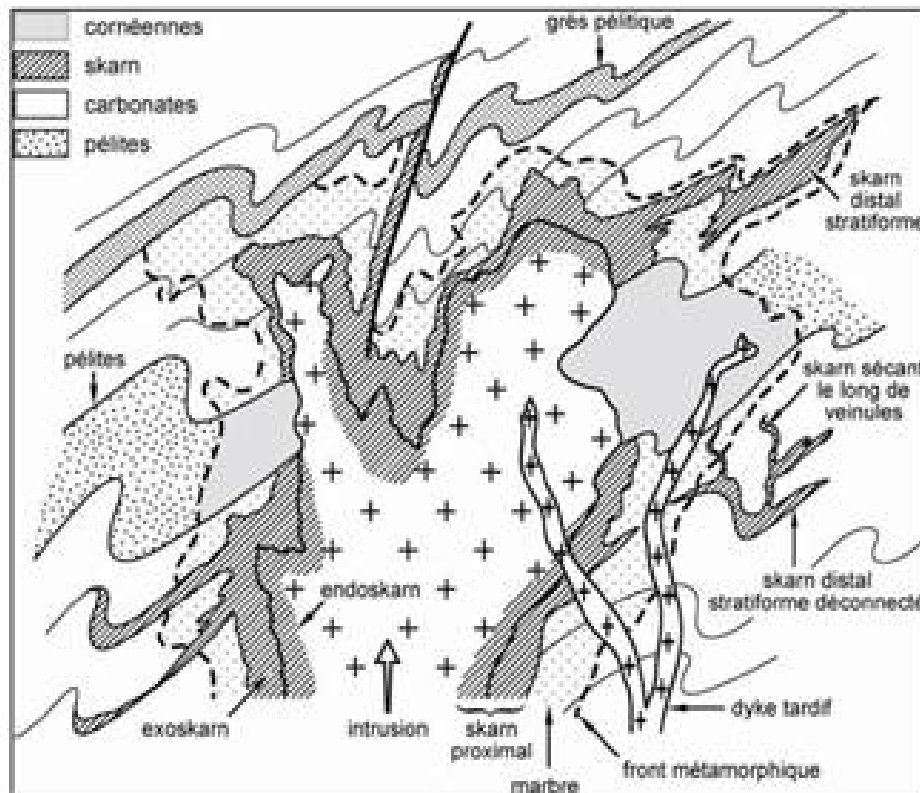 cornéennes
skarn
carbonates
pélites
grès pélitique
skarn
distal
stratiforme
pélites
skarn sécant
le long de
veinules
endoskarn
skarn distal
stratiforme déconnecté
exoskarn
intrusion
skarn
proximal
dyke tardif
marbre
front métamorphique